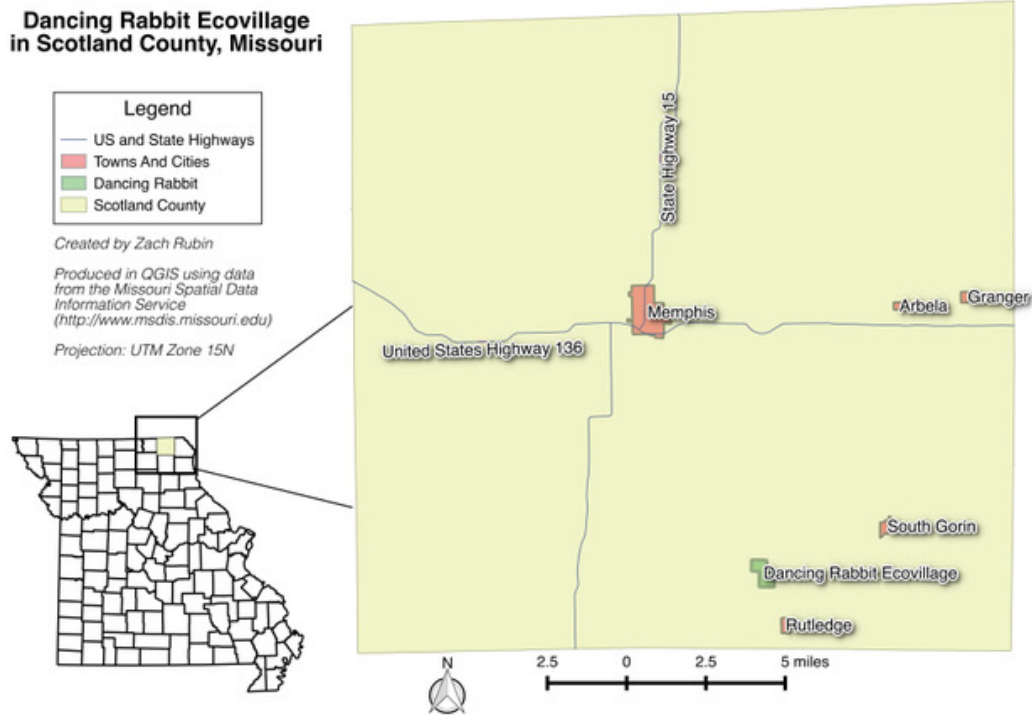 Dancing Rabbit Ecovillage
in Scotland County, Missouri
Legend
US and State Highways
Towns And Cities
Dancing Rabbit
Scotland County
Created by Zach Rubin
Produced in QGIS using data
from the Missouri Spatial Data
Information Service
(http://www.msdis.missouri.edu)
Projection: UTM Zone 15N
State Highway 15
Memphis
Arbela
Granger
United States Highway 136
South Gorin
Dancing Rabbit Ecovillage
Rutledge
N
2.5 0 2.5 5 miles